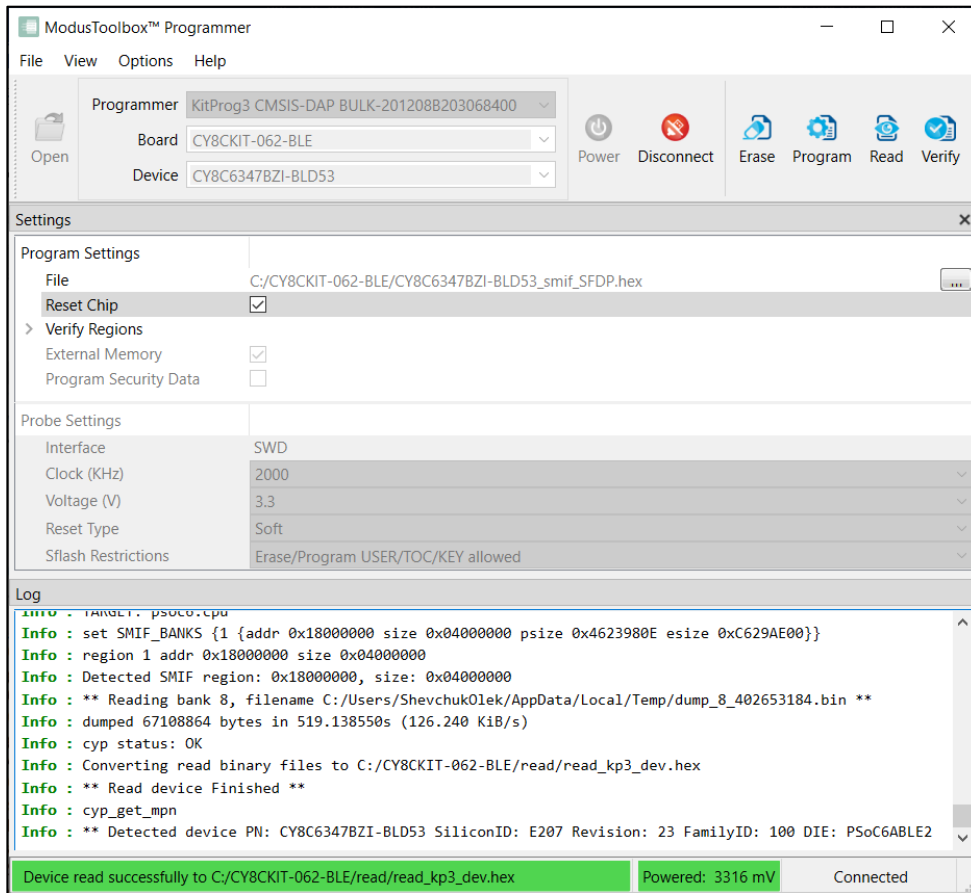 ModusToolbox™ Programmer
File View Options Help
Open
Programmer KitProg3 CMSIS-DAP BULK-201208B203068400
Board CY8CKIT-062-BLE
Device CY8C6347BZI-BLD53
Power Disconnect Erase Program Read Verify
Settings
Program Settings
File C:/CY8CKIT-062-BLE/CY8C6347BZI-BLD53_smif_SFDP.hex ...
Reset Chip
Verify Regions
External Memory
Program Security Data
Probe Settings
Interface SWD
Clock (KHz) 2000
Voltage (V) 3.3
Reset Type Soft
Sflash Restrictions Erase/Program USER/TOC/KEY allowed
Log
Info : TARGET: psoc6.cpu
Info : set SMIF_BANKS {1 {addr 0x18000000 size 0x04000000 psize 0x4623980E esize 0xC629AE00}}
Info : region 1 addr 0x18000000 size 0x04000000
Info : Detected SMIF region: 0x18000000, size: 0x04000000
Info : ** Reading bank 8, filename C:/Users/ShevchukOlek/AppData/Local/Temp/dump_8_402653184.bin **
Info : dumped 67108864 bytes in 519.138550s (126.240 KiB/s)
Info : cyp status: OK
Info : Converting read binary files to C:/CY8CKIT-062-BLE/read/read_kp3_dev.hex
Info : ** Read device Finished **
Info : cyp_get_mpn
Info : ** Detected device PN: CY8C6347BZI-BLD53 SiliconID: E207 Revision: 23 FamilyID: 100 DIE: PSoC6ABLE2
Device read successfully to C:/CY8CKIT-062-BLE/read/read_kp3_dev.hex Powered: 3316 mV Connected